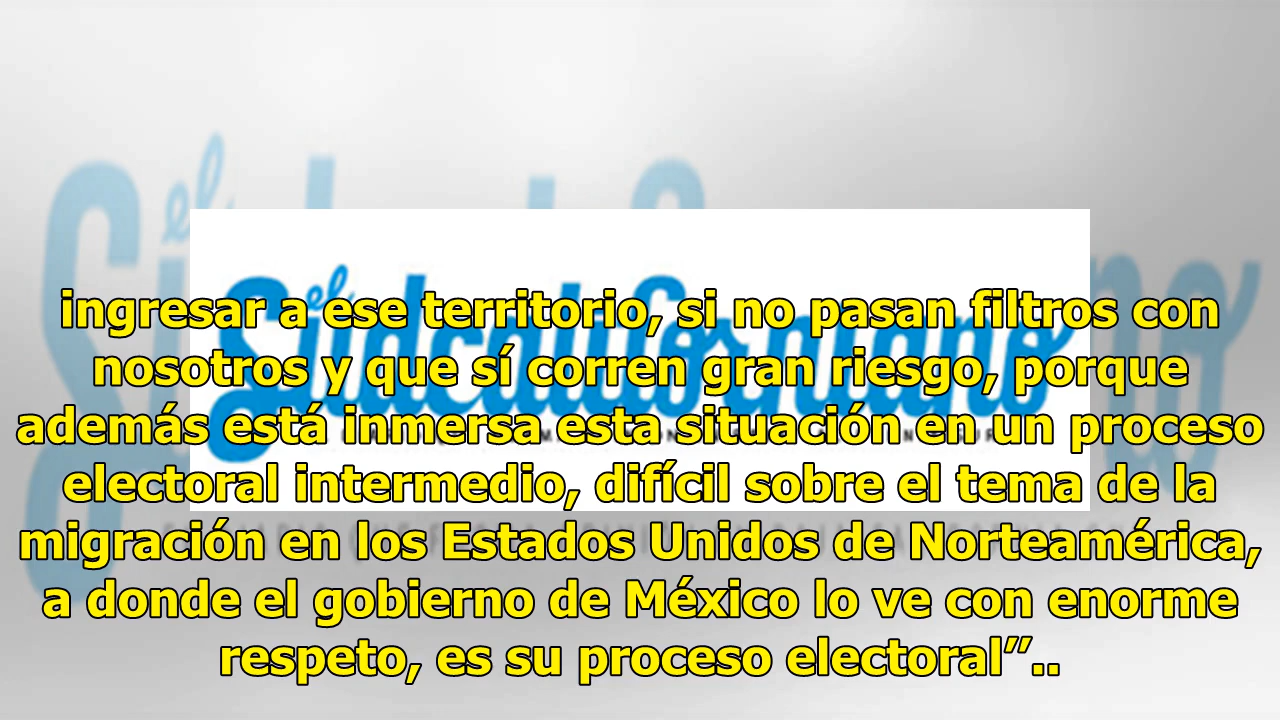 ingresar a ese territorio, si no pasan filtros con
nosotros y que sí corren gran riesgo, porque
además está inmersa esta situación en un proceso
electoral intermedio, difícil sobre el tema de la
migración en los Estados Unidos de Norteamérica,
a donde el gobierno de México lo ve con enorme
respeto, es su proceso electoral”..
el
Sudcaliforniano